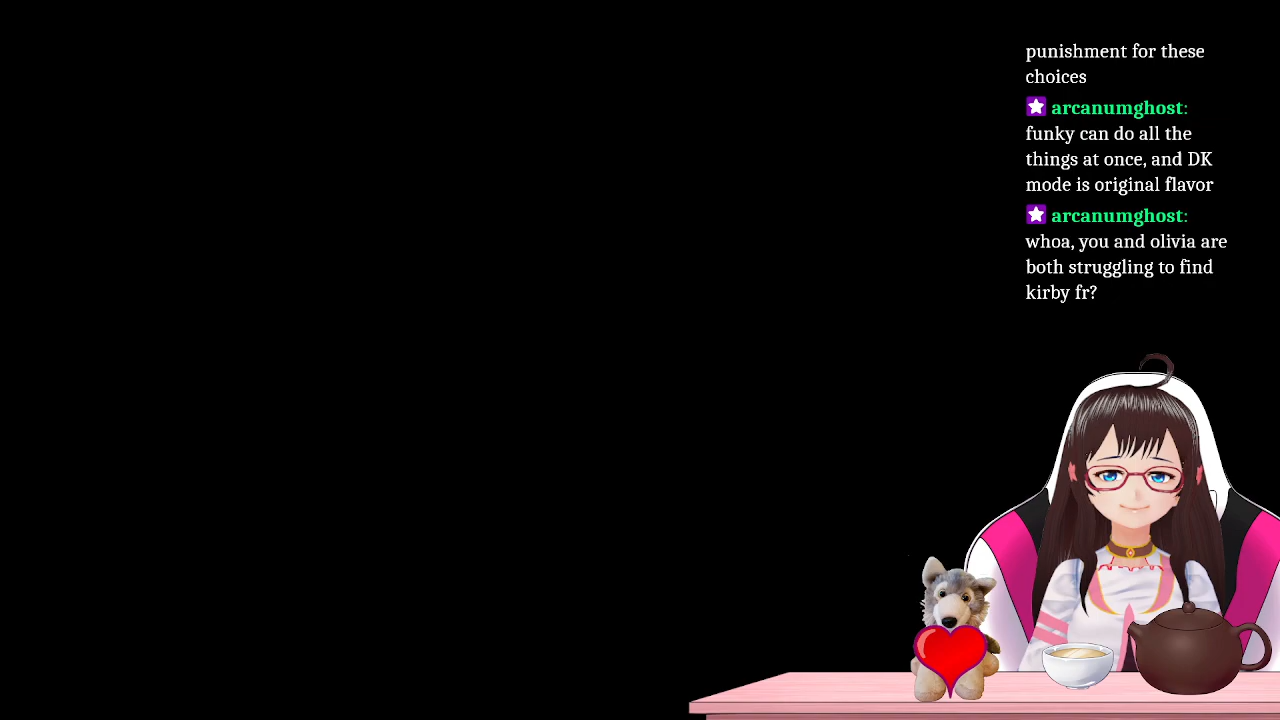 punishment for these
choices
arcanumghost:
funky can do all the
things at once, and DK
mode is original flavor
arcanumghost:
whoa, you and olivia are
both struggling to find
kirby fr?